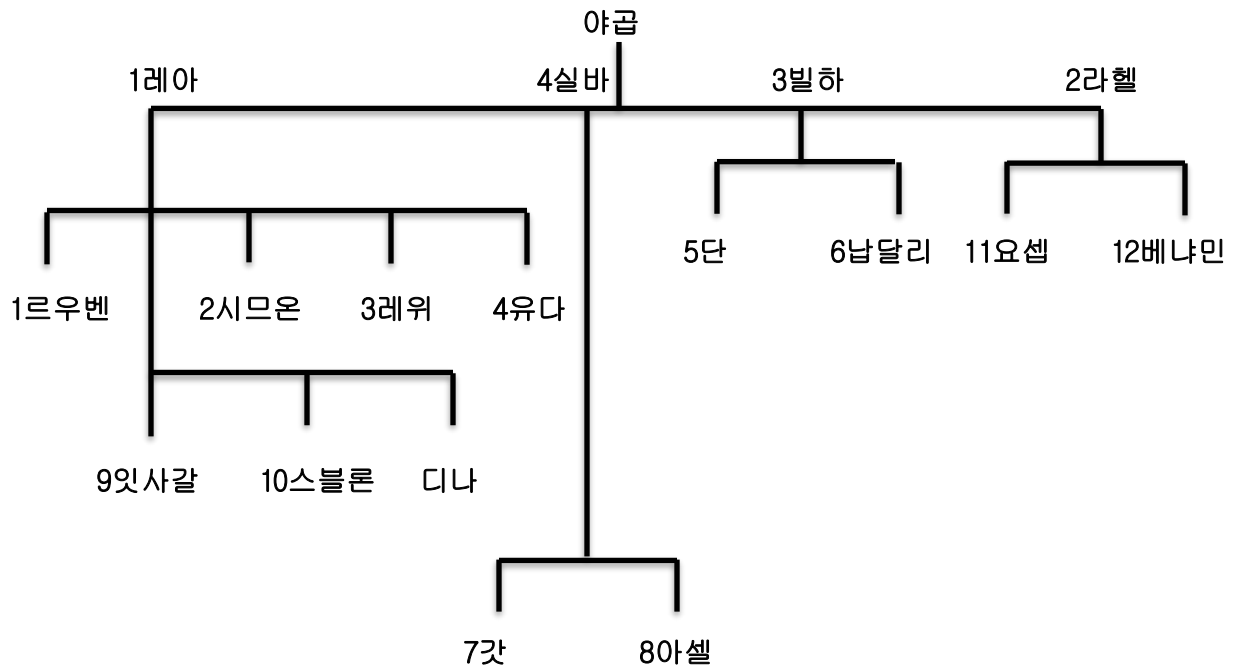 야곱
1레아 4실바 3빌하 2라헬
5단 6납달리 11요셉 12베냐민
1르우벤 2시므온 3레위 4유다
9잇사갈 10스블론 디나
7갓 8아셀